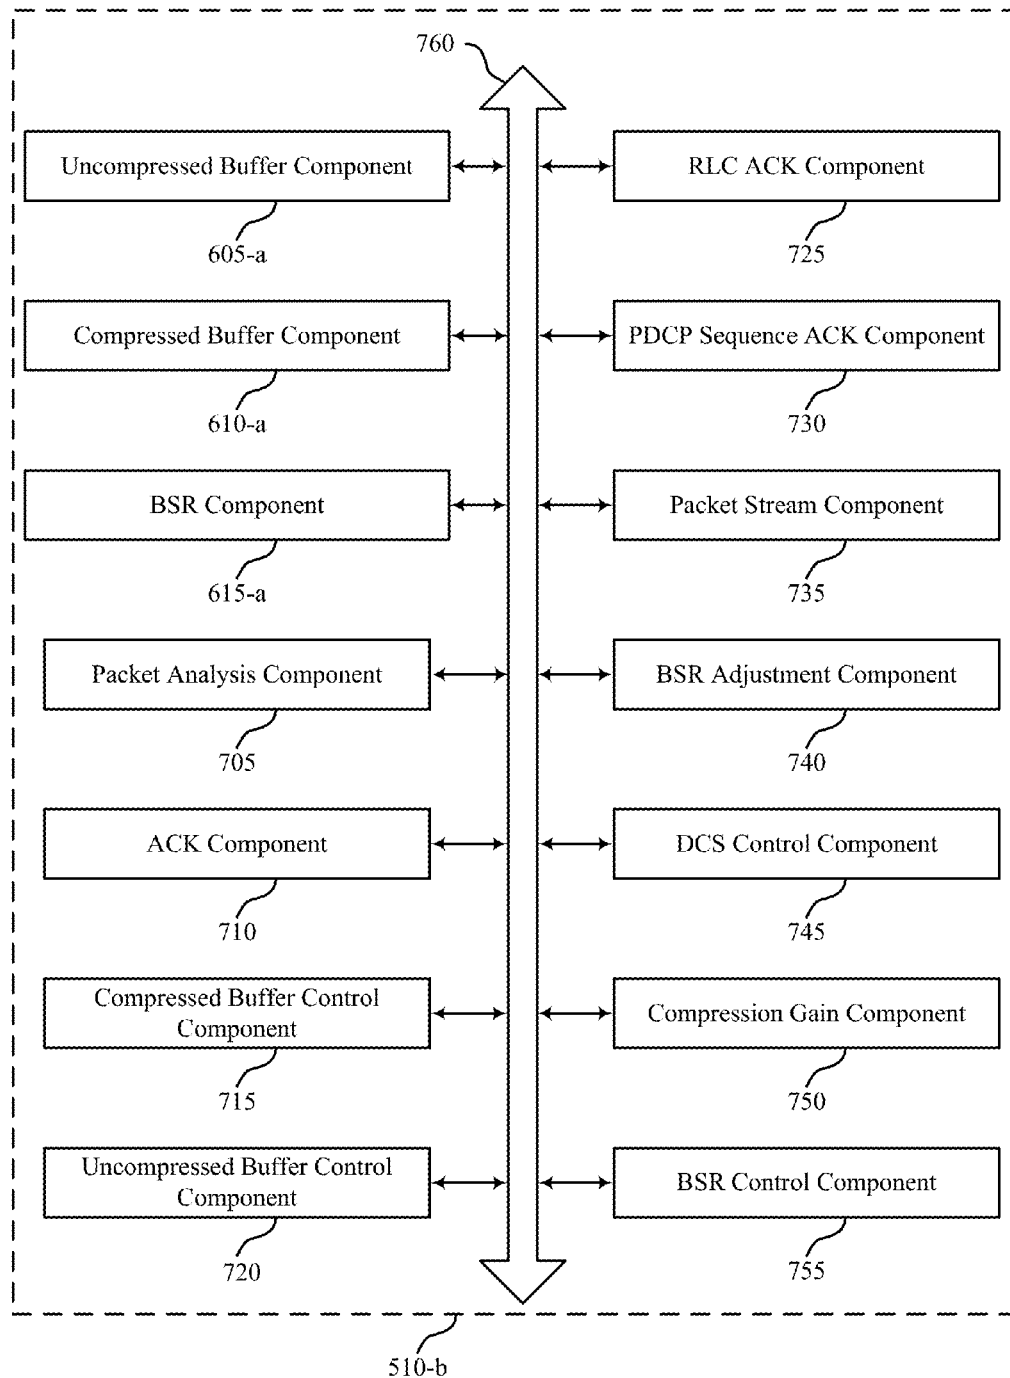 760
Uncompressed Buffer Component
605-a
RLC ACK Component
725
Compressed Buffer Component
610-a
PDCP Sequence ACK Component
730
BSR Component
615-a
Packet Stream Component
735
Packet Analysis Component
705
BSR Adjustment Component
740
ACK Component
710
DCS Control Component
745
Compressed Buffer Control
Component
715
Compression Gain Component
750
Uncompressed Buffer Control
Component
720
BSR Control Component
755
510-b